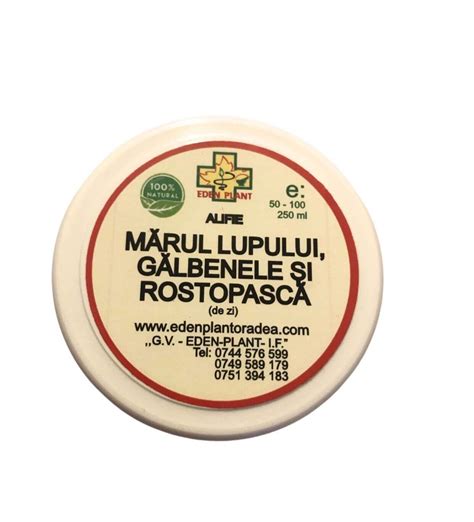 100%
NATURAL
EDEN PLANT
e:
50 - 100
250 ml
ALIFIE
MĂRUL LUPULUI,
GĂLBENELE ȘI
ROSTOPASCĂ
(de zi)
www.edenplantoradea.com
,,G.V. - EDEN-PLANT- I.F."
Tel: 0744 576 599
0749 589 179
0751 394 183